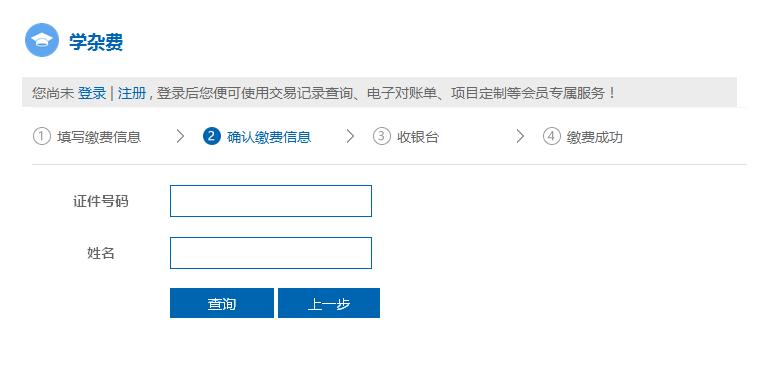 学杂费
您尚未 登录 | 注册 , 登录后您便可使用交易记录查询、电子对账单、项目定制等会员专属服务！
1 填写缴费信息 > 2 确认缴费信息 > 3 收银台 > 4 缴费成功
证件号码
姓名
查询 上一步